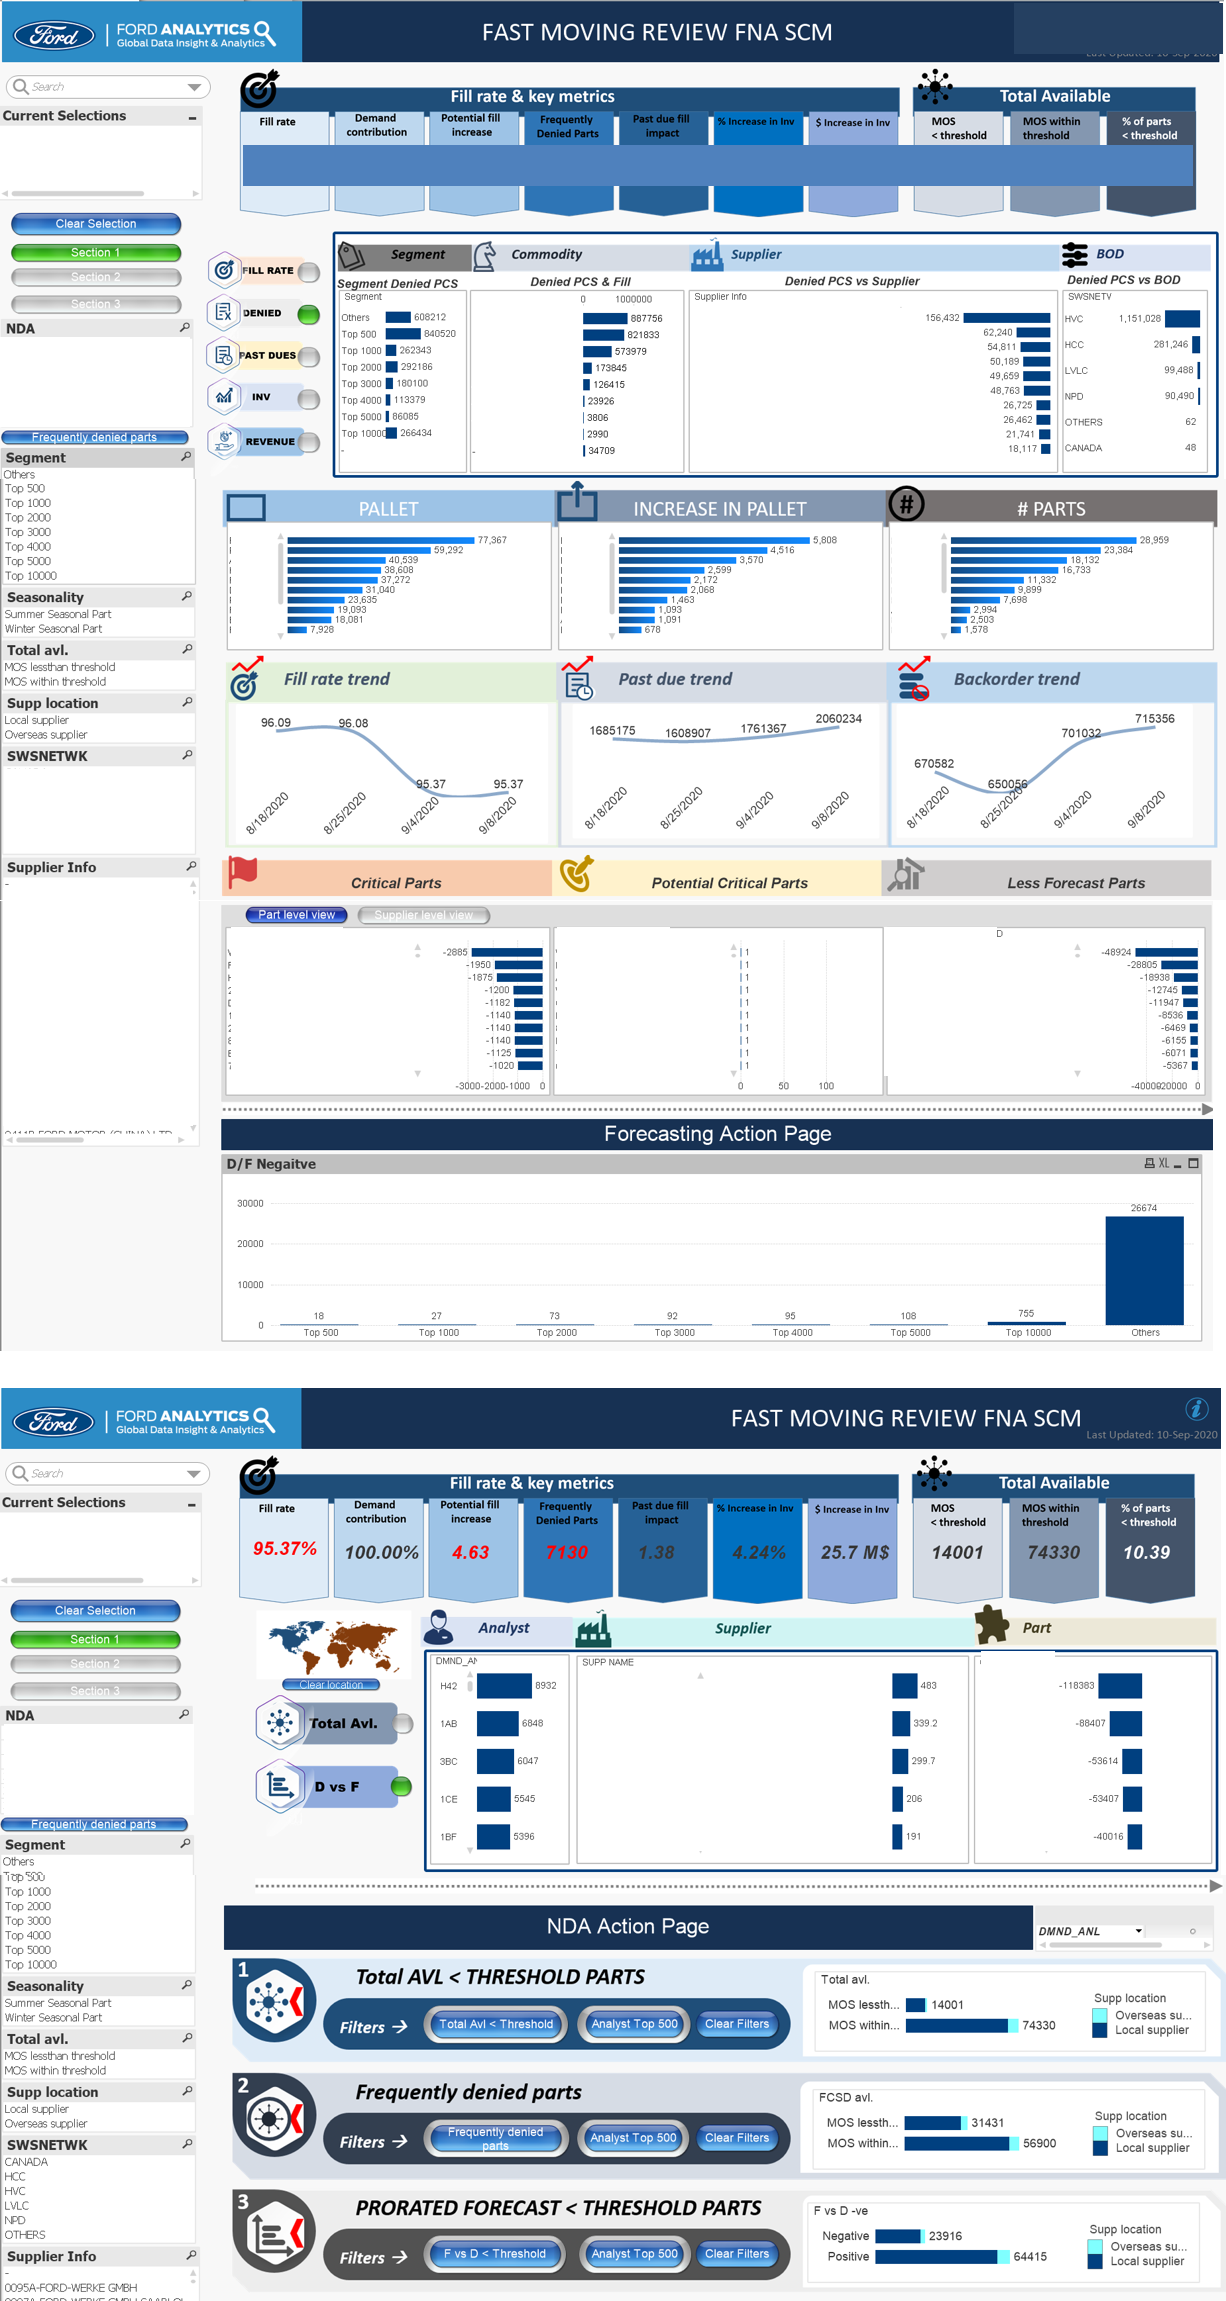 Ford
FORD ANALYTICS
Global Data Insight & Analytics
FAST MOVING REVIEW FNA SCM
Search
Current Selections
Clear Selection
Section 1
Section 2
Section 3
NDA
Frequently denied parts
Segment
Others
Top 500
Top 1000
Top 2000
Top 3000
Top 4000
Top 5000
Top 10000
Seasonality
Summer Seasonal Part
Winter Seasonal Part
Total avl.
MOS lessthan threshold
MOS within threshold
Supp location
Local supplier
Overseas supplier
SWSNETWK
Supplier Info
-
Fill rate & key metrics
Total Available
Fill rate
Demand contribution
Potential fill increase
Frequently Denied Parts
Past due fill impact
% Increase in Inv
$ Increase in Inv
MOS < threshold
MOS within threshold
% of parts < threshold
FILL RATE
DENIED
PAST DUES
INV
REVENUE
Segment
Commodity
Supplier
BOD
Segment Denied PCS
Denied PCS & Fill
Denied PCS vs Supplier
Denied PCS vs BOD
Segment
Others 608212
Top 500 840520
Top 1000 262343
Top 2000 292186
Top 3000 180100
Top 4000 113379
Top 5000 86085
Top 10000 266434
-
0 1000000
887756
821833
573979
173845
126415
23926
3806
2990
- 34709
Supplier Info
156,432
62,240
54,811
50,189
49,659
48,763
26,725
26,462
21,741
18,117
SWSNETV
HVC 1,151,028
HCC 281,246
LVLC 99,488
NPD 90,490
OTHERS 62
CANADA 48
PALLET
77,367
59,292
40,539
38,608
37,272
31,040
23,635
19,093
18,081
7,928
INCREASE IN PALLET
5,808
4,516
3,570
2,599
2,172
2,068
1,463
1,093
1,091
678
# PARTS
28,959
23,384
18,132
16,733
11,332
9,899
7,698
2,994
2,503
1,578
Fill rate trend
96.09 96.08 95.37 95.37
8/18/2020 8/25/2020 9/4/2020 9/8/2020
Past due trend
1685175 1608907 1761367 2060234
8/18/2020 8/25/2020 9/4/2020 9/8/2020
Backorder trend
670582 650056 701032 715356
8/18/2020 8/25/2020 9/4/2020 9/8/2020
Critical Parts
Potential Critical Parts
Less Forecast Parts
Part level view
Supplier level view
-2885
-1950
-1875
-1200
-1182
-1140
-1140
-1140
-1125
-1020
-3000-2000-1000 0
1
1
1
1
1
1
1
1
1
1
0 50 100
D
-48924
-28805
-18938
-12745
-11947
-8536
-6469
-6155
-6071
-5367
-40000-20000 0
Forecasting Action Page
D/F Negaitve
XL
30000
20000
10000
0
18 27 73 92 95 108 755 26674
Top 500 Top 1000 Top 2000 Top 3000 Top 4000 Top 5000 Top 10000 Others
Ford
FORD ANALYTICS
Global Data Insight & Analytics
FAST MOVING REVIEW FNA SCM
Last Updated: 10-Sep-2020
Search
Current Selections
Clear Selection
Section 1
Section 2
Section 3
NDA
Frequently denied parts
Segment
Others
Top 500
Top 1000
Top 2000
Top 3000
Top 4000
Top 5000
Top 10000
Seasonality
Summer Seasonal Part
Winter Seasonal Part
Total avl.
MOS lessthan threshold
MOS within threshold
Supp location
Local supplier
Overseas supplier
SWSNETWK
CANADA
HCC
HVC
LVLC
NPD
OTHERS
Supplier Info
-
0095A-FORD-WERKE GMBH
Fill rate & key metrics
Total Available
Fill rate 95.37%
Demand contribution 100.00%
Potential fill increase 4.63
Frequently Denied Parts 7130
Past due fill impact 1.38
% Increase in Inv 4.24%
$ Increase in Inv 25.7 M$
MOS < threshold 14001
MOS within threshold 74330
% of parts < threshold 10.39
Clear location
Total Avl.
D vs F
Analyst
Supplier
Part
DMND_AN
H42 8932
1AB 6848
3BC 6047
1CE 5545
1BF 5396
SUPP NAME
483
339.2
299.7
206
191
-118383
-88407
-53614
-53407
-40016
NDA Action Page
DMND_ANL
1
Total AVL < THRESHOLD PARTS
Filters →
Total Avl < Threshold
Analyst Top 500
Clear Filters
Total avl.
MOS lessth... 14001
MOS within... 74330
Supp location
Overseas su...
Local supplier
2
Frequently denied parts
Filters →
Frequently denied parts
Analyst Top 500
Clear Filters
FCSD avl.
MOS lessth... 31431
MOS within... 56900
Supp location
Overseas su...
Local supplier
3
PRORATED FORECAST < THRESHOLD PARTS
Filters →
F vs D < Threshold
Analyst Top 500
Clear Filters
F vs D -ve
Negative 23916
Positive 64415
Supp location
Overseas su...
Local supplier